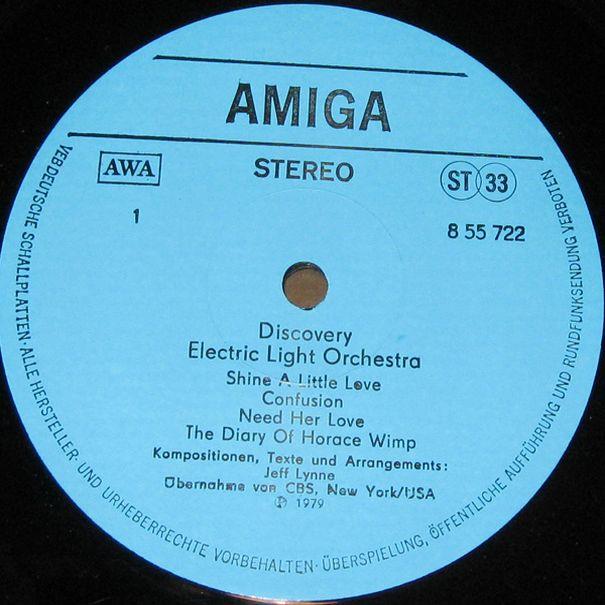 AMIGA
AWA
STEREO
ST 33
1
8 55 722
Discovery
Electric Light Orchestra
Shine A Little Love
Confusion
Need Her Love
The Diary Of Horace Wimp
Kompositionen, Texte und Arrangements:
Jeff Lynne
Übernahme von CBS, New York/USA
℗ 1979
VEB DEUTSCHE SCHALLPLATTEN · ALLE HERSTELLER- UND URHEBERRECHTE VORBEHALTEN · ÜBERSPIELUNG, ÖFFENTLICHE AUFFÜHRUNG UND RUNDFUNKSENDUNG VERBOTEN